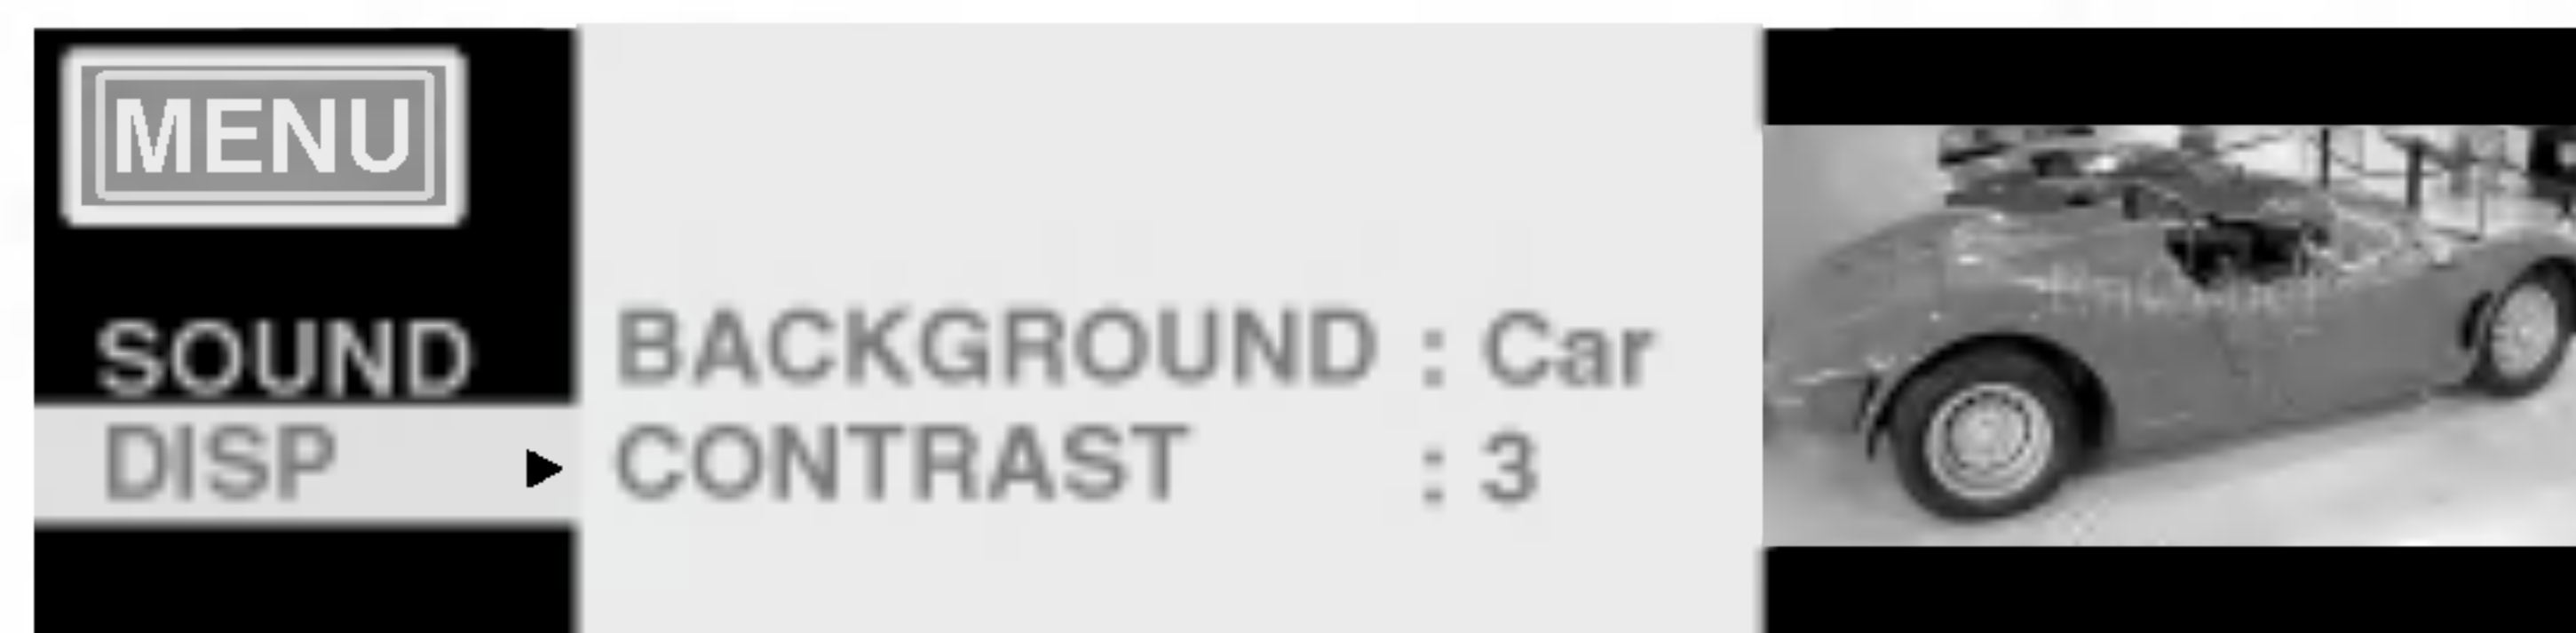 MENU
SOUND
DISP ▶
BACKGROUND : Car
CONTRAST : 3